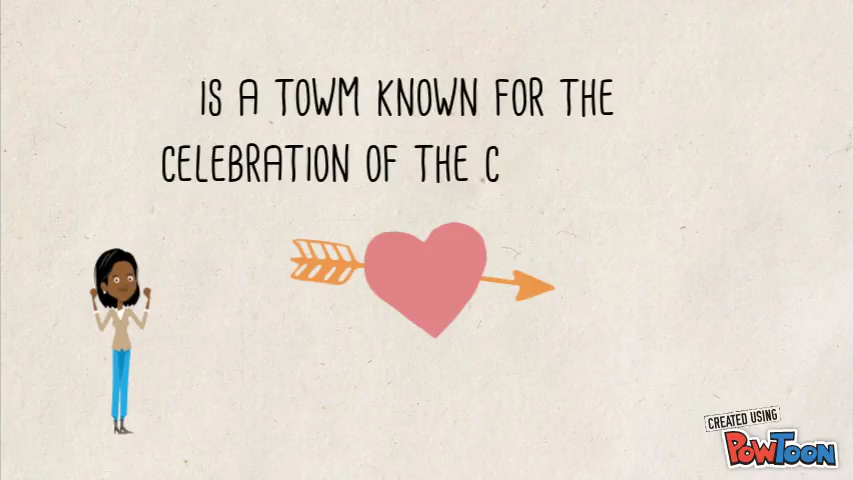 IS A TOWM KNOWN FOR THE
CELEBRATION OF THE C
CREATED USING
POWTOON